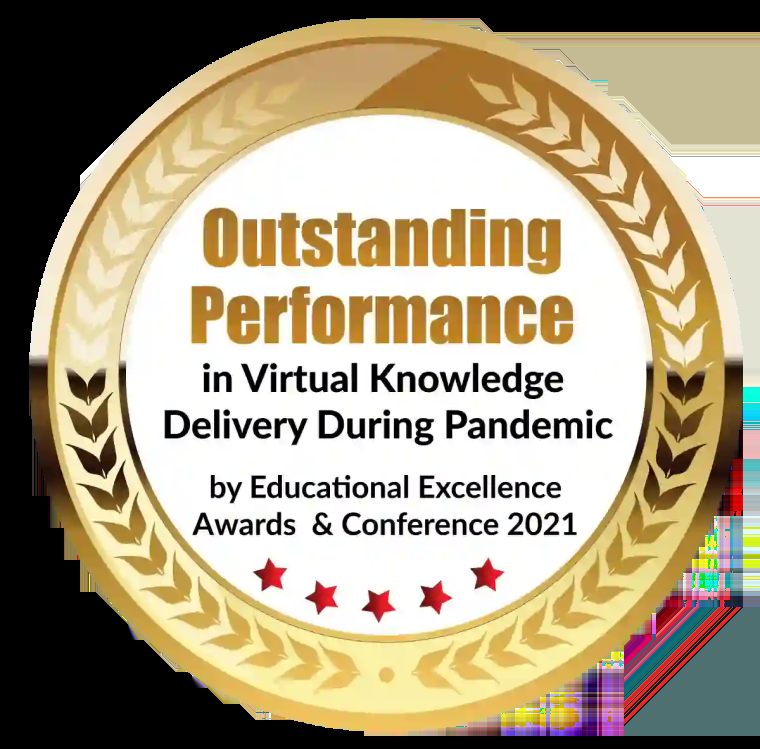 Outstanding
Performance
in Virtual Knowledge
Delivery During Pandemic
by Educational Excellence
Awards & Conference 2021